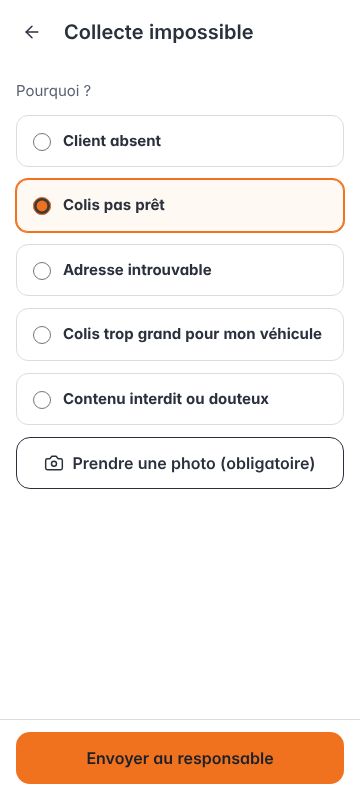 Collecte impossible
Pourquoi ?
Client absent
Colis pas prêt
Adresse introuvable
Colis trop grand pour mon véhicule
Contenu interdit ou douteux
Prendre une photo (obligatoire)
Envoyer au responsable